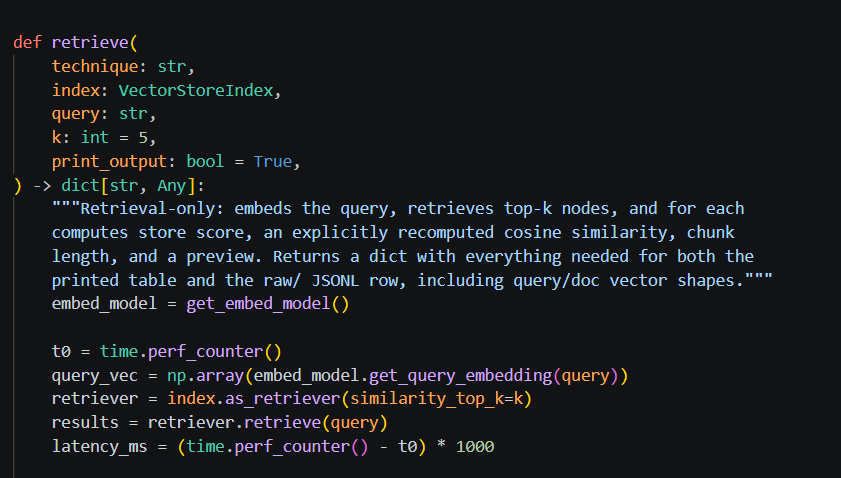 def retrieve(
    technique: str,
    index: VectorStoreIndex,
    query: str,
    k: int = 5,
    print_output: bool = True,
) -> dict[str, Any]:
    """Retrieval-only: embeds the query, retrieves top-k nodes, and for each
    computes store score, an explicitly recomputed cosine similarity, chunk
    length, and a preview. Returns a dict with everything needed for both the
    printed table and the raw/ JSONL row, including query/doc vector shapes."""
    embed_model = get_embed_model()

    t0 = time.perf_counter()
    query_vec = np.array(embed_model.get_query_embedding(query))
    retriever = index.as_retriever(similarity_top_k=k)
    results = retriever.retrieve(query)
    latency_ms = (time.perf_counter() - t0) * 1000